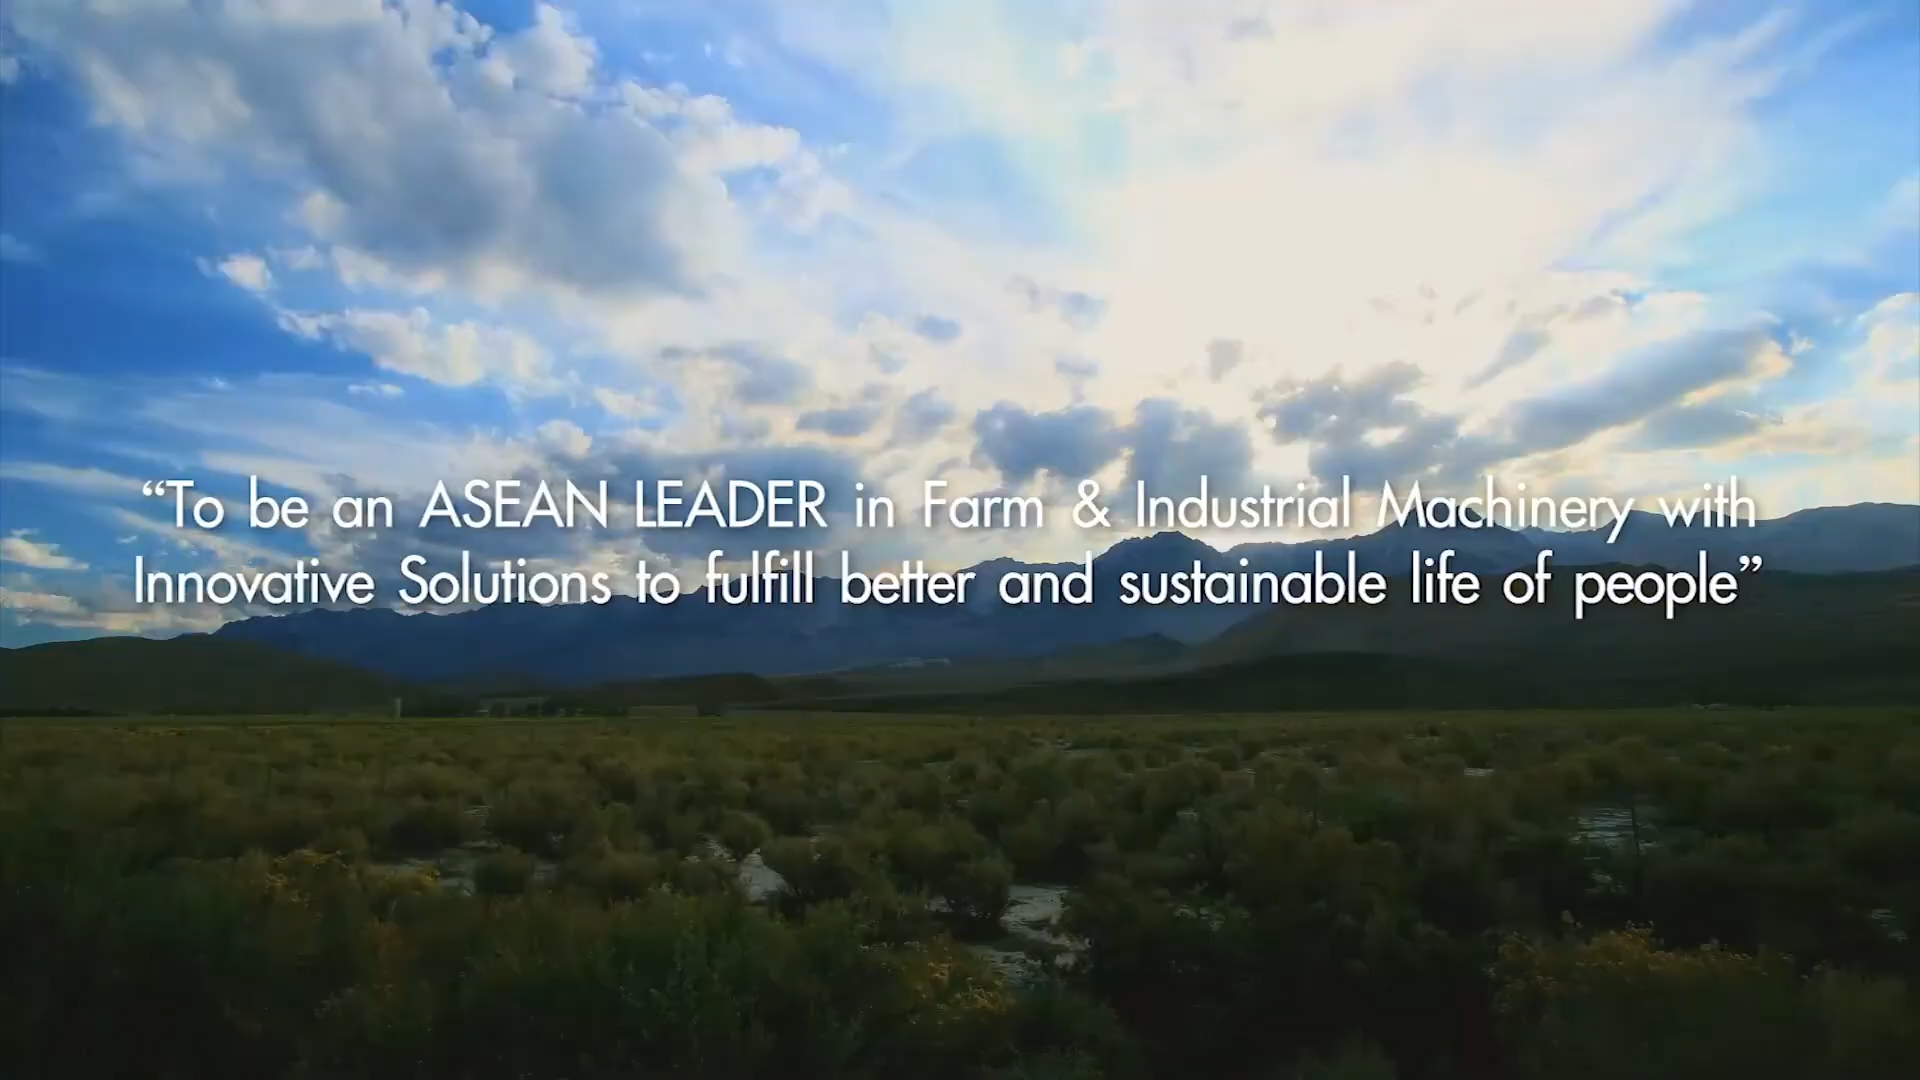 “To be an ASEAN LEADER in Farm & Industrial Machinery with
Innovative Solutions to fulfill better and sustainable life of people”